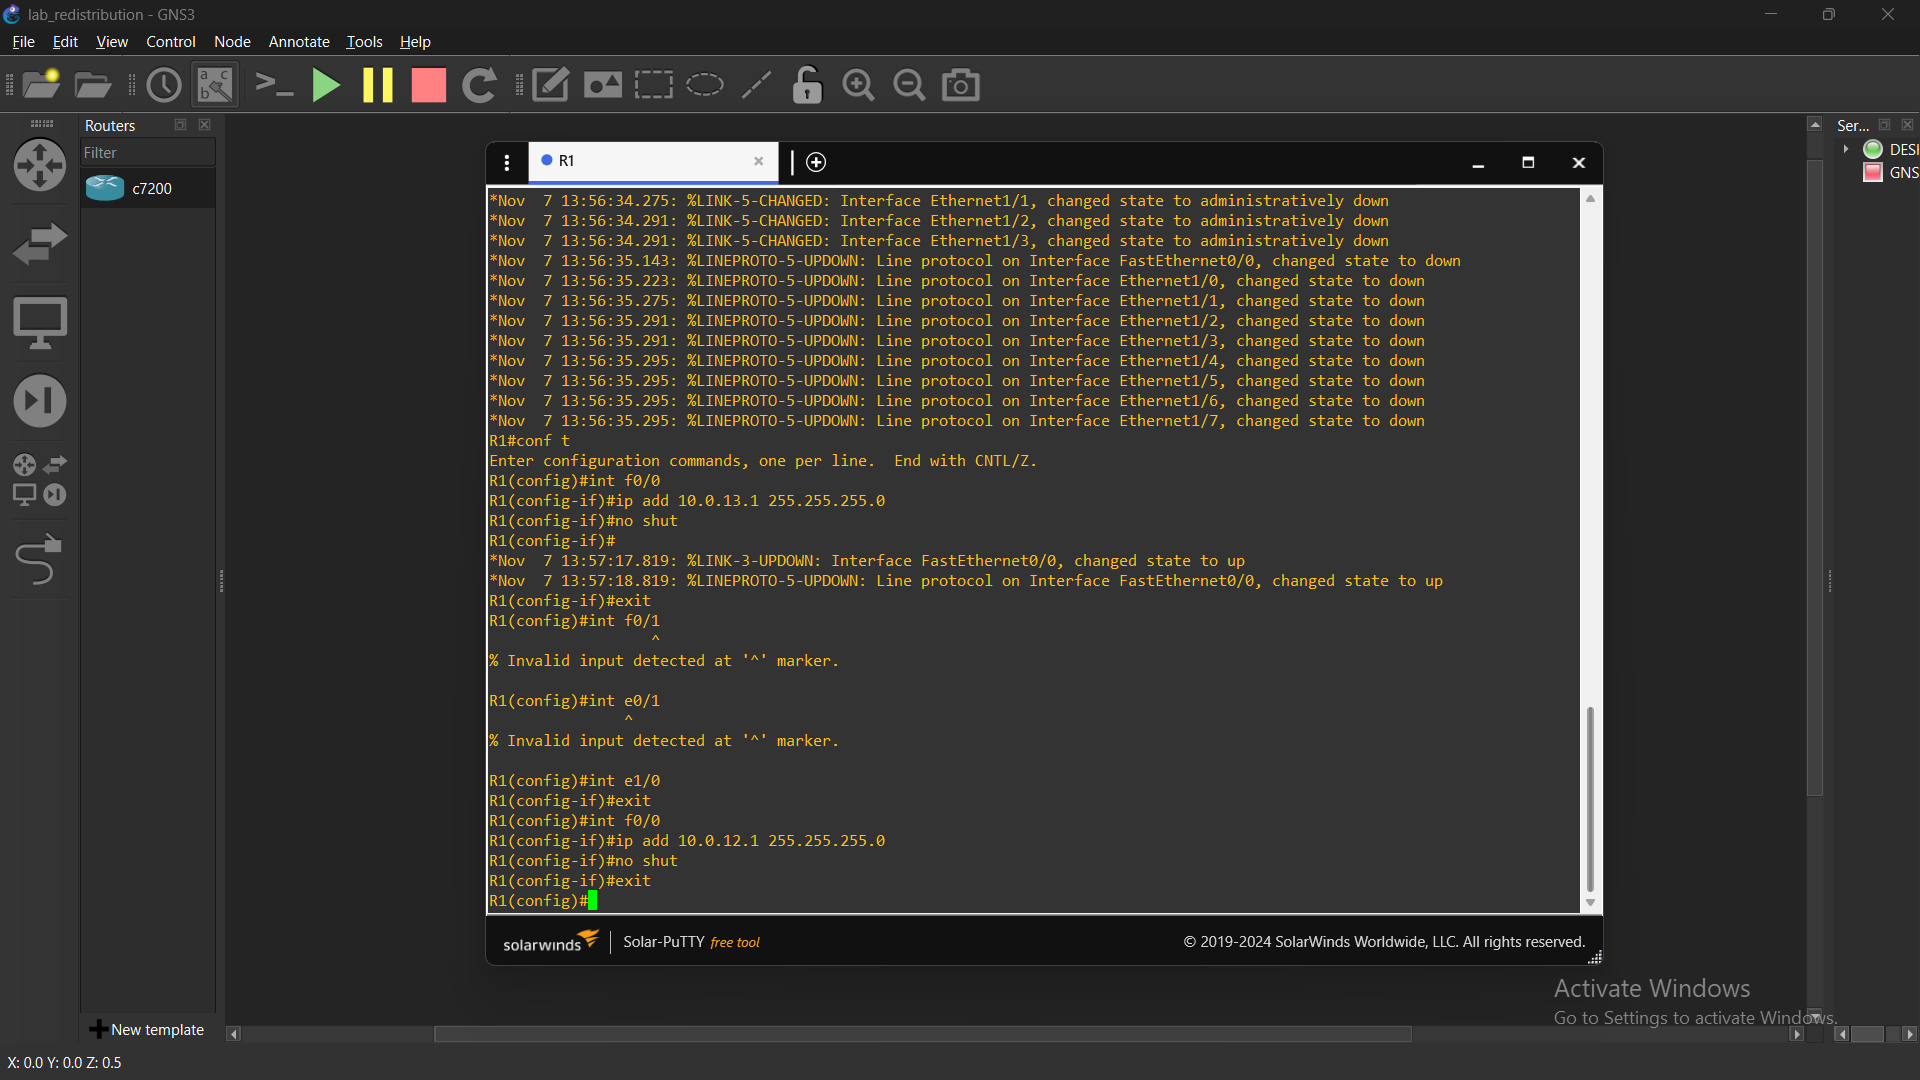 lab_redistribution - GNS3
File Edit View Control Node Annotate Tools Help
Routers
Filter
c7200
New template
X: 0.0 Y: 0.0 Z: 0.5
R1
*Nov  7 13:56:34.275: %LINK-5-CHANGED: Interface Ethernet1/1, changed state to administratively down
*Nov  7 13:56:34.291: %LINK-5-CHANGED: Interface Ethernet1/2, changed state to administratively down
*Nov  7 13:56:34.291: %LINK-5-CHANGED: Interface Ethernet1/3, changed state to administratively down
*Nov  7 13:56:35.143: %LINEPROTO-5-UPDOWN: Line protocol on Interface FastEthernet0/0, changed state to down
*Nov  7 13:56:35.223: %LINEPROTO-5-UPDOWN: Line protocol on Interface Ethernet1/0, changed state to down
*Nov  7 13:56:35.275: %LINEPROTO-5-UPDOWN: Line protocol on Interface Ethernet1/1, changed state to down
*Nov  7 13:56:35.291: %LINEPROTO-5-UPDOWN: Line protocol on Interface Ethernet1/2, changed state to down
*Nov  7 13:56:35.291: %LINEPROTO-5-UPDOWN: Line protocol on Interface Ethernet1/3, changed state to down
*Nov  7 13:56:35.295: %LINEPROTO-5-UPDOWN: Line protocol on Interface Ethernet1/4, changed state to down
*Nov  7 13:56:35.295: %LINEPROTO-5-UPDOWN: Line protocol on Interface Ethernet1/5, changed state to down
*Nov  7 13:56:35.295: %LINEPROTO-5-UPDOWN: Line protocol on Interface Ethernet1/6, changed state to down
*Nov  7 13:56:35.295: %LINEPROTO-5-UPDOWN: Line protocol on Interface Ethernet1/7, changed state to down
R1#conf t
Enter configuration commands, one per line.  End with CNTL/Z.
R1(config)#int f0/0
R1(config-if)#ip add 10.0.13.1 255.255.255.0
R1(config-if)#no shut
R1(config-if)#
*Nov  7 13:57:17.819: %LINK-3-UPDOWN: Interface FastEthernet0/0, changed state to up
*Nov  7 13:57:18.819: %LINEPROTO-5-UPDOWN: Line protocol on Interface FastEthernet0/0, changed state to up
R1(config-if)#exit
R1(config)#int f0/1
^
% Invalid input detected at '^' marker.
R1(config)#int e0/1
^
% Invalid input detected at '^' marker.
R1(config)#int e1/0
R1(config-if)#exit
R1(config)#int f0/0
R1(config-if)#ip add 10.0.12.1 255.255.255.0
R1(config-if)#no shut
R1(config-if)#exit
R1(config)#
solarwinds Solar-PuTTY free tool © 2019-2024 SolarWinds Worldwide, LLC. All rights reserved.
Ser...
DESH
GNS
Activate Windows
Go to Settings to activate Windows.